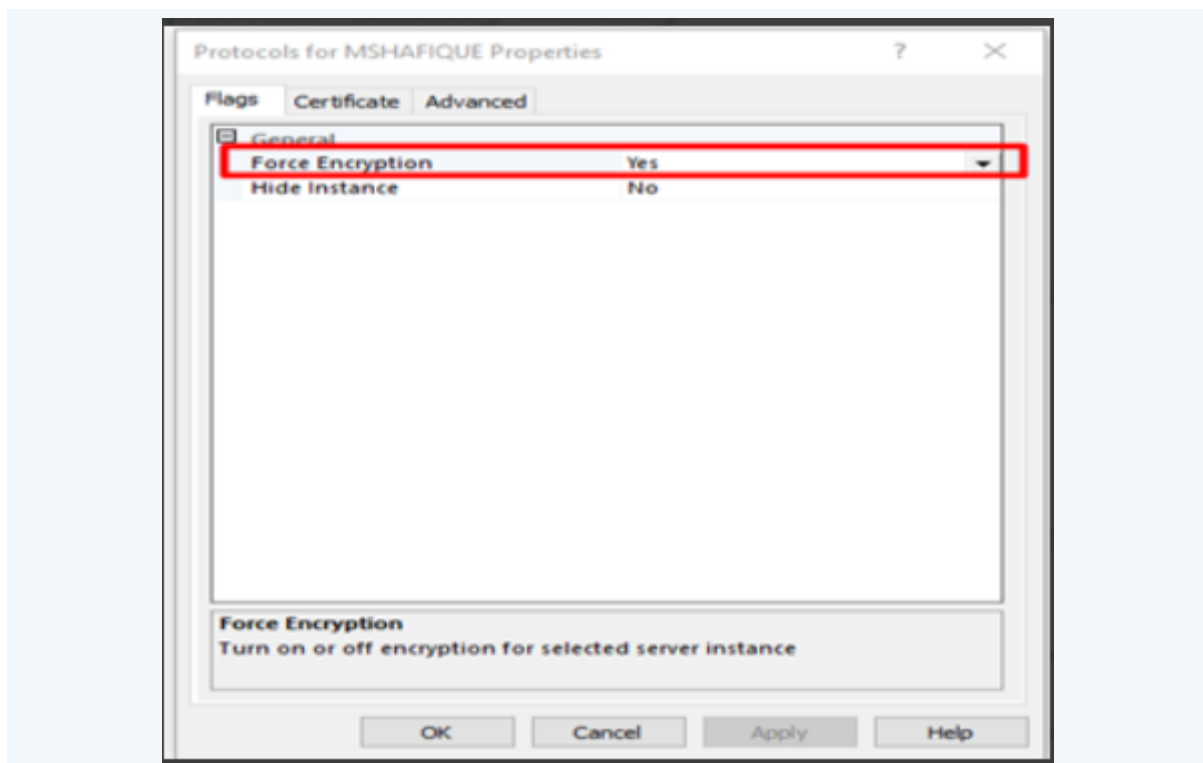 Protocols for MSHAFIQUE Properties ? ×
Flags Certificate Advanced
General
Force Encryption Yes
Hide Instance No
Force Encryption
Turn on or off encryption for selected server instance
OK Cancel Apply Help